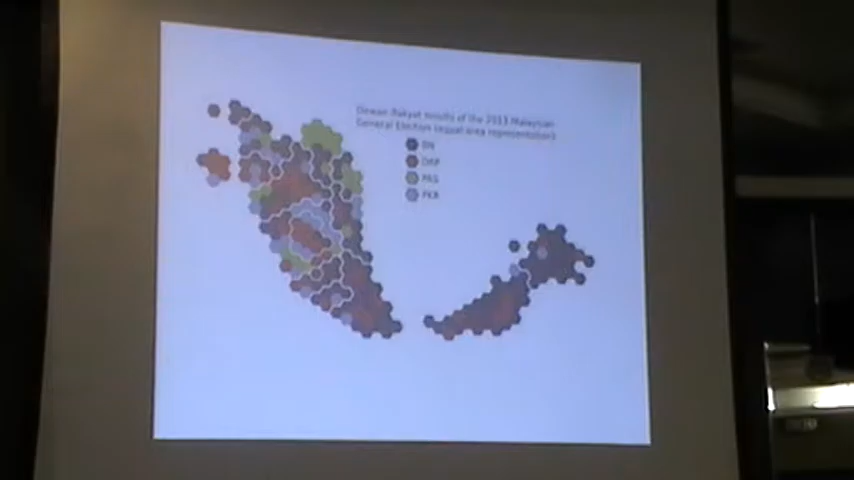 Dewan Rakyat results of the 2013 Malaysian
General Election (equal area representation)
BN
DAP
PAS
PKR